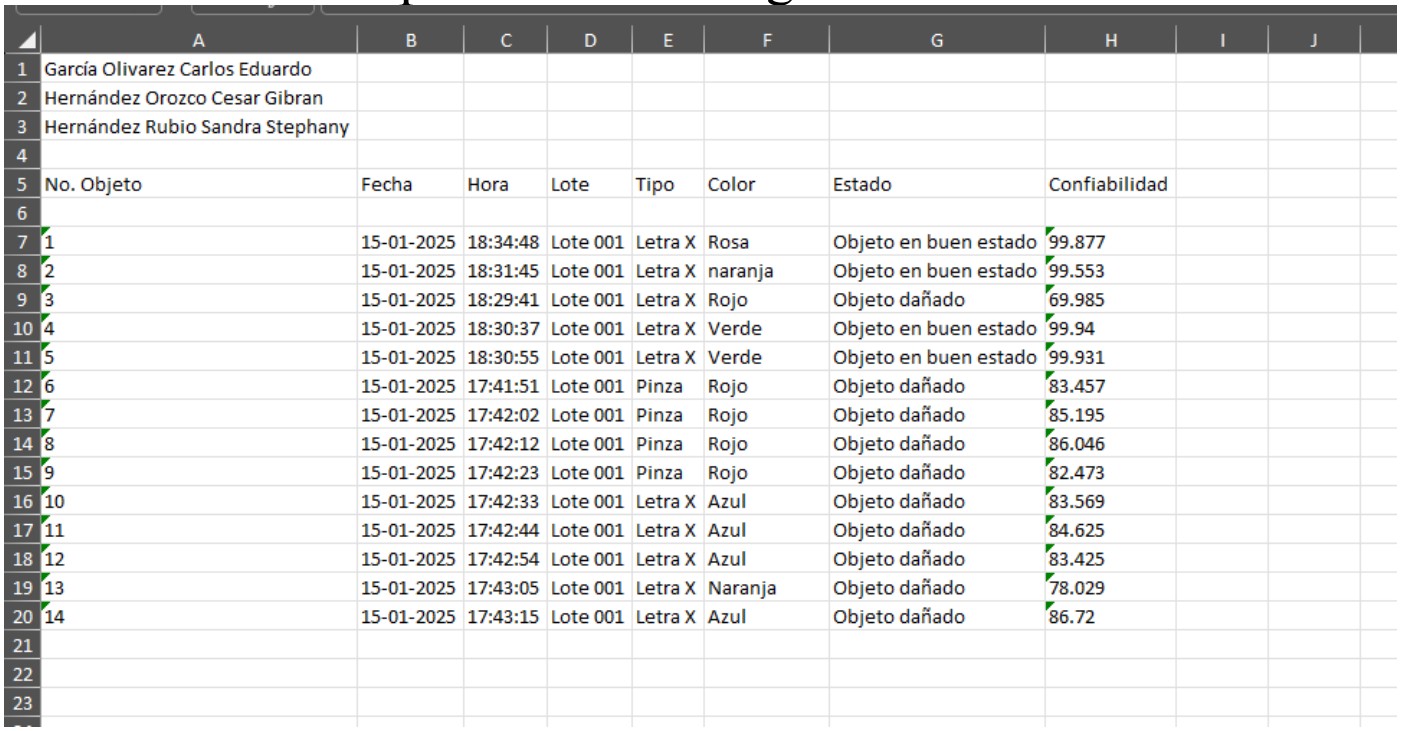 A B C D E F G H I J
1 García Olivarez Carlos Eduardo
2 Hernández Orozco Cesar Gibran
3 Hernández Rubio Sandra Stephany
4
5 No. Objeto Fecha Hora Lote Tipo Color Estado Confiabilidad
6
7 1 15-01-2025 18:34:48 Lote 001 Letra X Rosa Objeto en buen estado 99.877
8 2 15-01-2025 18:31:45 Lote 001 Letra X naranja Objeto en buen estado 99.553
9 3 15-01-2025 18:29:41 Lote 001 Letra X Rojo Objeto dañado 69.985
10 4 15-01-2025 18:30:37 Lote 001 Letra X Verde Objeto en buen estado 99.94
11 5 15-01-2025 18:30:55 Lote 001 Letra X Verde Objeto en buen estado 99.931
12 6 15-01-2025 17:41:51 Lote 001 Pinza Rojo Objeto dañado 83.457
13 7 15-01-2025 17:42:02 Lote 001 Pinza Rojo Objeto dañado 85.195
14 8 15-01-2025 17:42:12 Lote 001 Pinza Rojo Objeto dañado 86.046
15 9 15-01-2025 17:42:23 Lote 001 Pinza Rojo Objeto dañado 82.473
16 10 15-01-2025 17:42:33 Lote 001 Letra X Azul Objeto dañado 83.569
17 11 15-01-2025 17:42:44 Lote 001 Letra X Azul Objeto dañado 84.625
18 12 15-01-2025 17:42:54 Lote 001 Letra X Azul Objeto dañado 83.425
19 13 15-01-2025 17:43:05 Lote 001 Letra X Naranja Objeto dañado 78.029
20 14 15-01-2025 17:43:15 Lote 001 Letra X Azul Objeto dañado 86.72
21
22
23